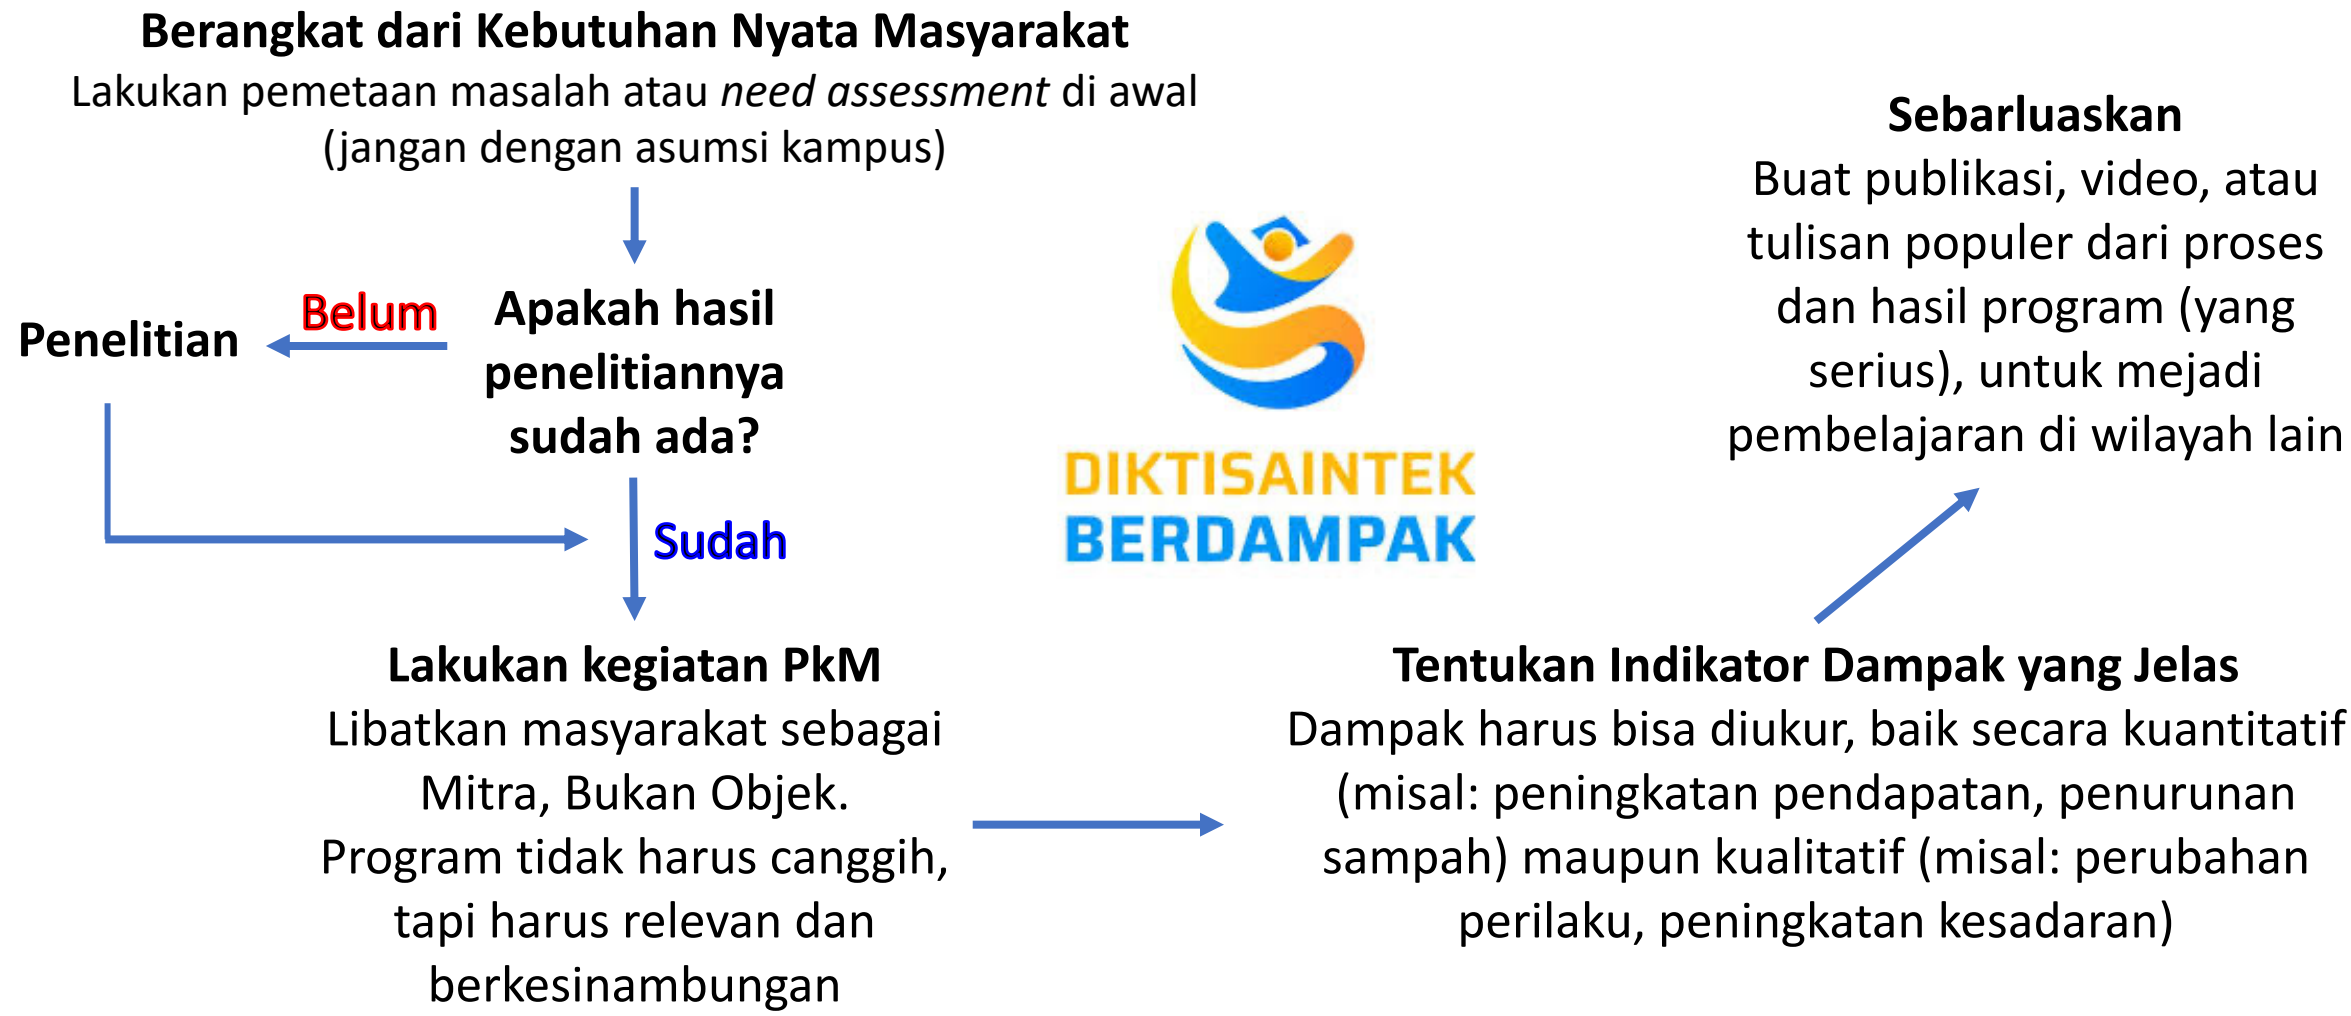 Berangkat dari Kebutuhan Nyata Masyarakat
Lakukan pemetaan masalah atau need assessment di awal
(jangan dengan asumsi kampus)
Apakah hasil
penelitiannya
sudah ada?
Belum
Penelitian
Sudah
Lakukan kegiatan PkM
Libatkan masyarakat sebagai
Mitra, Bukan Objek.
Program tidak harus canggih,
tapi harus relevan dan
berkesinambungan
Tentukan Indikator Dampak yang Jelas
Dampak harus bisa diukur, baik secara kuantitatif
(misal: peningkatan pendapatan, penurunan
sampah) maupun kualitatif (misal: perubahan
perilaku, peningkatan kesadaran)
Sebarluaskan
Buat publikasi, video, atau
tulisan populer dari proses
dan hasil program (yang
serius), untuk mejadi
pembelajaran di wilayah lain
DIKTISAINTEK
BERDAMPAK